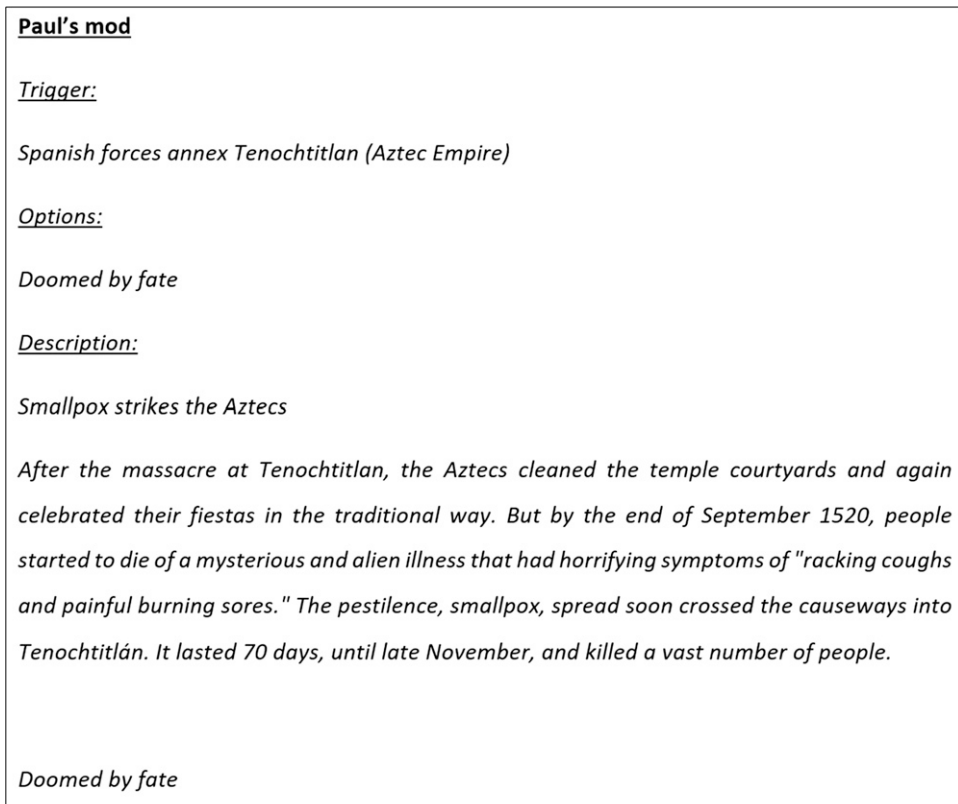 Paul’s mod
Trigger:
Spanish forces annex Tenochtitlan (Aztec Empire)
Options:
Doomed by fate
Description:
Smallpox strikes the Aztecs
After the massacre at Tenochtitlan, the Aztecs cleaned the temple courtyards and again
celebrated their fiestas in the traditional way. But by the end of September 1520, people
started to die of a mysterious and alien illness that had horrifying symptoms of "racking coughs
and painful burning sores." The pestilence, smallpox, spread soon crossed the causeways into
Tenochtitlán. It lasted 70 days, until late November, and killed a vast number of people.
Doomed by fate